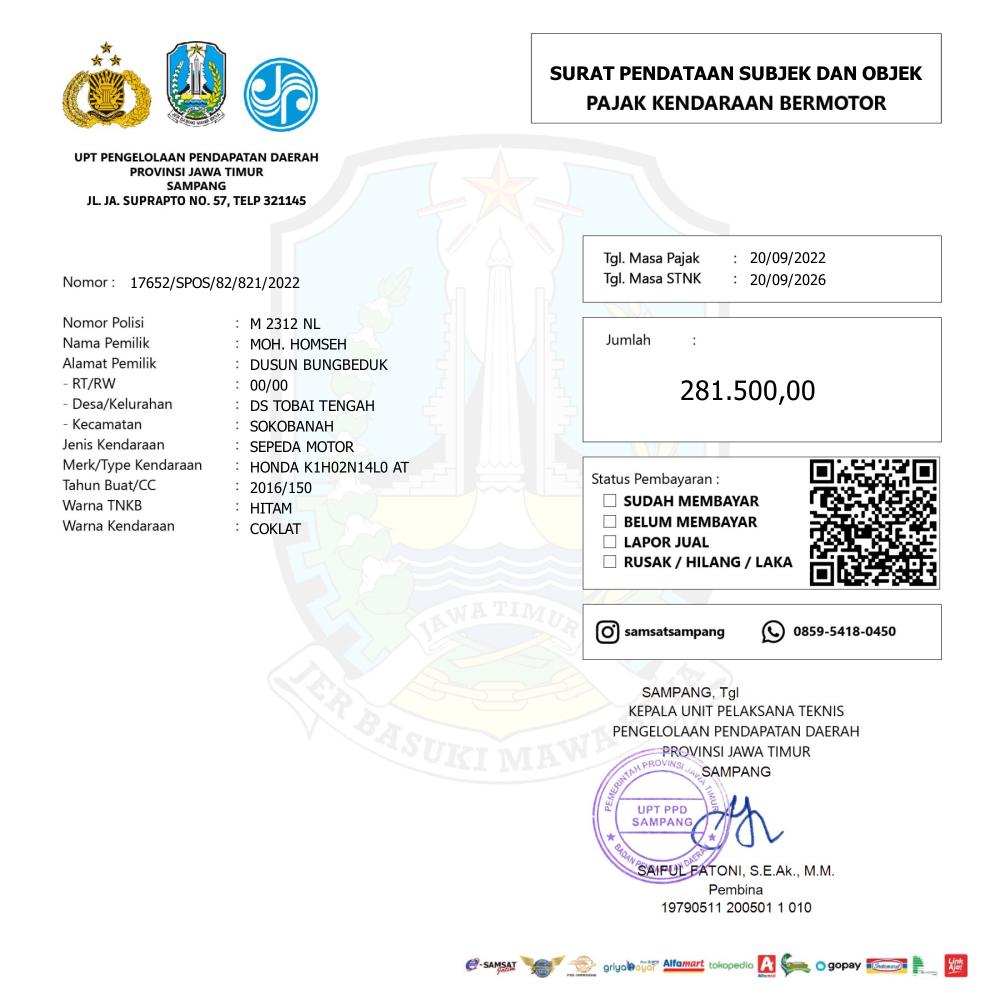 SURAT PENDATAAN SUBJEK DAN OBJEK
PAJAK KENDARAAN BERMOTOR
UPT PENGELOLAAN PENDAPATAN DAERAH
PROVINSI JAWA TIMUR
SAMPANG
JL. JA. SUPRAPTO NO. 57, TELP 321145
Tgl. Masa Pajak : 20/09/2022
Tgl. Masa STNK : 20/09/2026
Nomor : 17652/SPOS/82/821/2022
Nomor Polisi : M 2312 NL
Nama Pemilik : MOH. HOMSEH
Alamat Pemilik : DUSUN BUNGBEDUK
- RT/RW : 00/00
- Desa/Kelurahan : DS TOBAI TENGAH
- Kecamatan : SOKOBANAH
Jenis Kendaraan : SEPEDA MOTOR
Merk/Type Kendaraan : HONDA K1H02N14L0 AT
Tahun Buat/CC : 2016/150
Warna TNKB : HITAM
Warna Kendaraan : COKLAT
Jumlah :
281.500,00
Status Pembayaran :
SUDAH MEMBAYAR
BELUM MEMBAYAR
LAPOR JUAL
RUSAK / HILANG / LAKA
samsatsampang 0859-5418-0450
JAWA TIMUR
JER BASUKI MAWA
SAMPANG, Tgl
KEPALA UNIT PELAKSANA TEKNIS
PENGELOLAAN PENDAPATAN DAERAH
PROVINSI JAWA TIMUR
SAMPANG
PEMERINTAH PROVINSI JAWA TIMUR
UPT PPD
SAMPANG
BADAN PENDAPATAN DAERAH
SAIFUL FATONI, S.E.Ak., M.M.
Pembina
19790511 200501 1 010
e-SAMSAT Jatim griyabayar Alfamart tokopedia Alfamidi gopay Indomaret LinkAja!